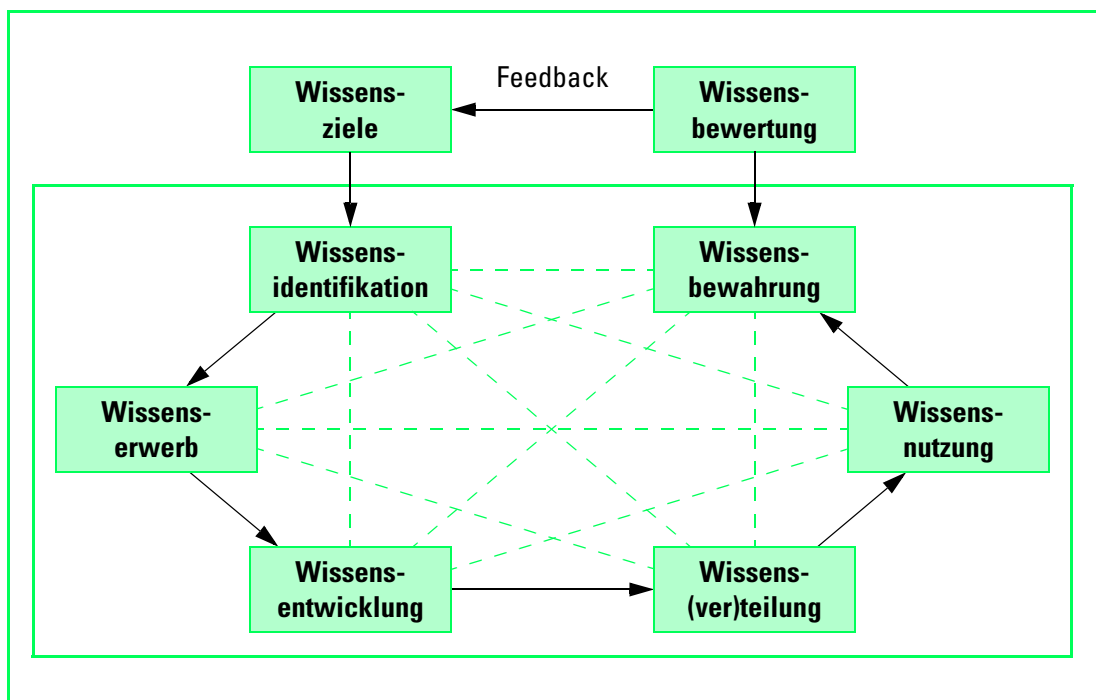 Wissens-
ziele
Feedback
Wissens-
bewertung
Wissens-
identifikation
Wissens-
bewahrung
Wissens-
erwerb
Wissens-
nutzung
Wissens-
entwicklung
Wissens-
(ver)teilung